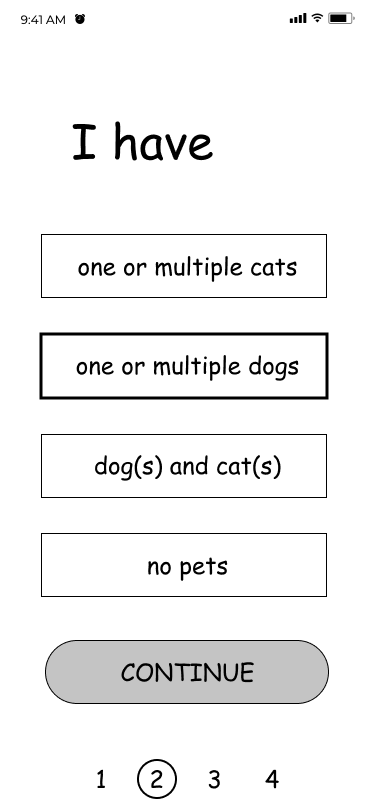 9:41 AM
I have
one or multiple cats
one or multiple dogs
dog(s) and cat(s)
no pets
CONTINUE
1 2 3 4